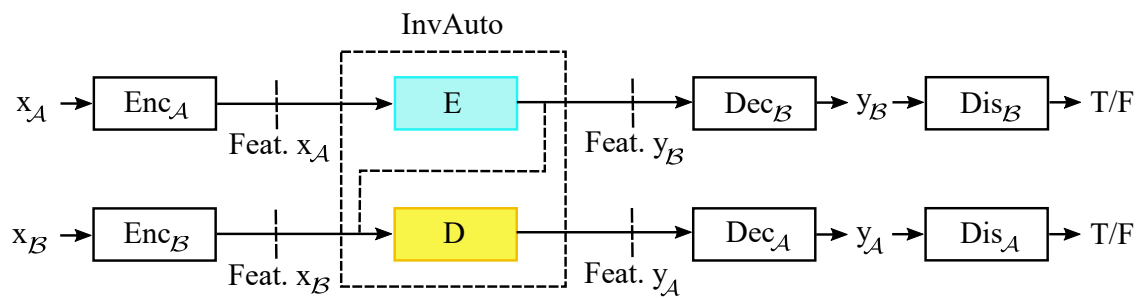 InvAuto
x𝒜 Enc𝒜 E Dec𝓑 y𝓑 Dis𝓑 T/F
Feat. x𝒜 Feat. y𝓑
x𝓑 Enc𝓑 D Dec𝒜 y𝒜 Dis𝒜 T/F
Feat. x𝓑 Feat. y𝒜